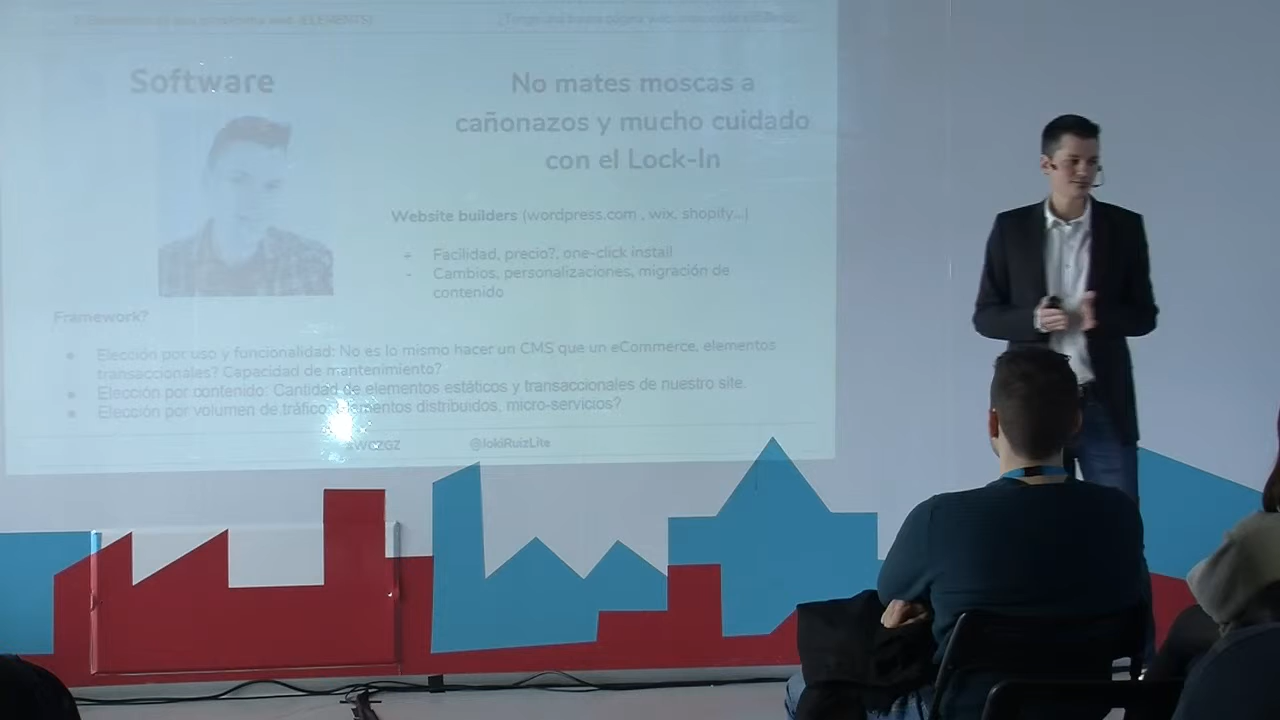 Software
No mates moscas a
cañonazos y mucho cuidado
con el Lock-In
Website builders (wordpress.com , wix, shopify...)
- Facilidad, precio?, one-click install
- Cambios, personalizaciones, migración de
contenido
Framework?
● Elección por uso y funcionalidad: No es lo mismo hacer un CMS que un eCommerce, elementos
transaccionales? Capacidad de mantenimiento?
● Elección por contenido: Cantidad de elementos estáticos y transaccionales de nuestro site.
● Elección por volumen de tráfico: Elementos distribuidos, micro-servicios?
#WCZGZ
@lokiRuizLite